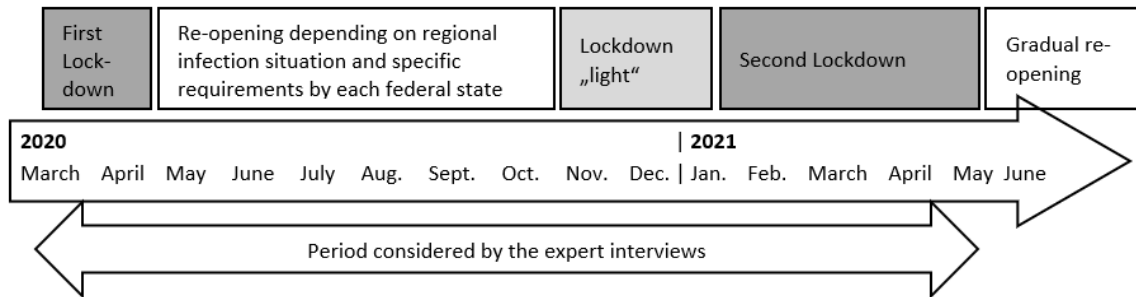 First
Lock-
down
Re-opening depending on regional
infection situation and specific
requirements by each federal state
Lockdown
„light“
Second Lockdown
Gradual re-
opening
2020 | 2021
March April May June July Aug. Sept. Oct. Nov. Dec. | Jan. Feb. March April May June
Period considered by the expert interviews